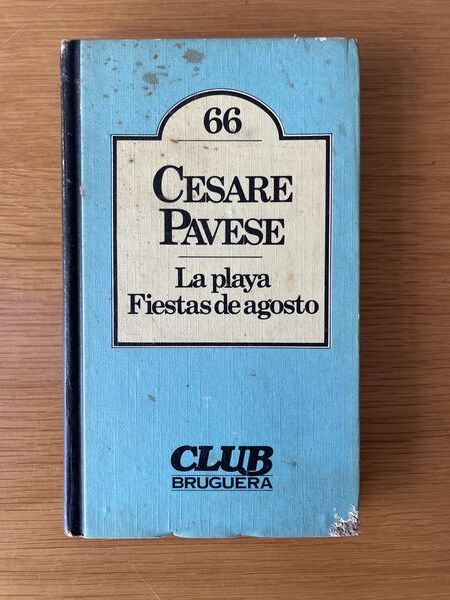 66
CESARE
PAVESE
La playa
Fiestas de agosto
CLUB
BRUGUERA